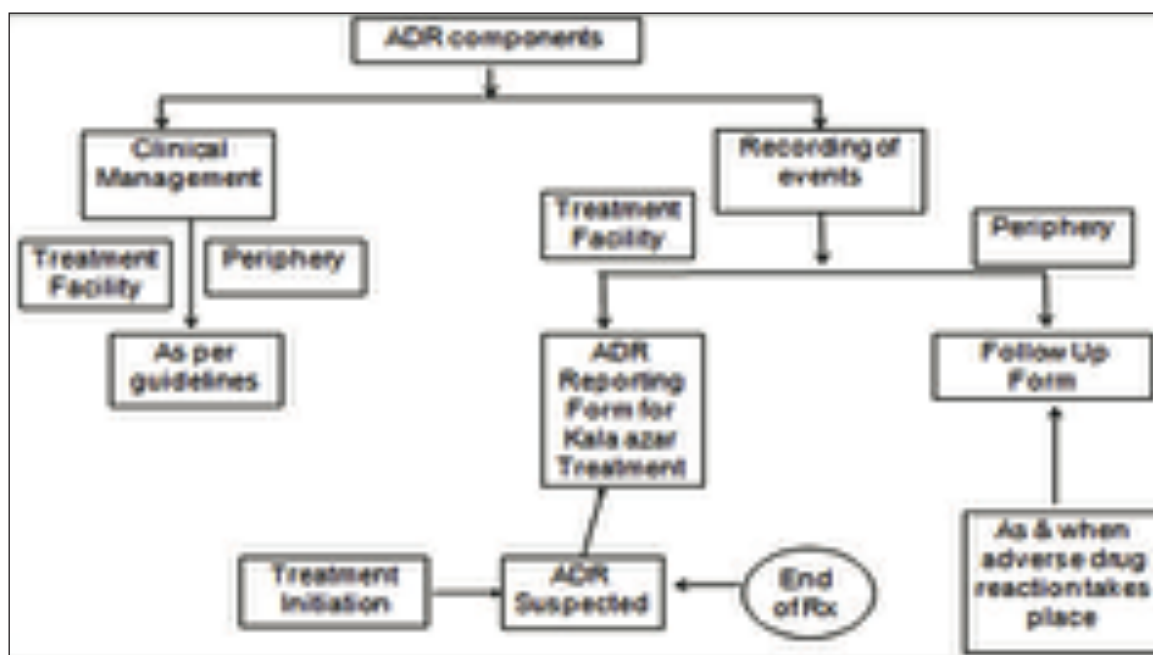 ADR components
Clinical
Management
Recording of
events
Treatment
Facility
Periphery
Treatment
Facility
Periphery
As per
guidelines
ADR
Reporting
Form for
Kala azar
Treatment
Follow Up
Form
Treatment
Initiation
ADR
Suspected
End
of Rx
As & when
adverse drug
reaction takes
place